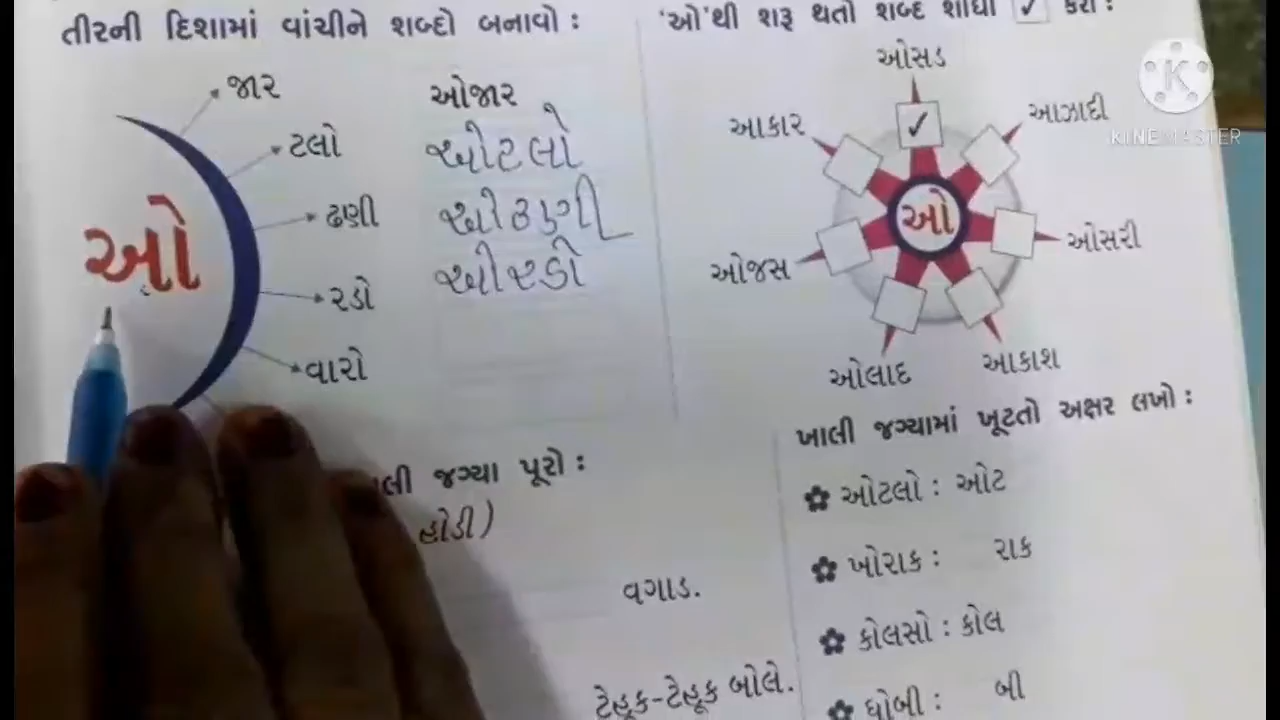 તીરની દિશામાં વાંચીને શબ્દો બનાવો :
ઓ
જાર
ટલો
ઢણી
રડો
વારો
ઓજાર
ઓટલો
ઓઢણી
ઓરડો
'ઓ'થી શરૂ થતો શબ્દ શોધી ✓ કરો :
ઓસડ
આઝાદી
ઓસરી
આકાશ
ઓલાદ
ઓજસ
આકાર
✓
ઓ
જગ્યા પૂરો :
હોડી)
વગાડ.
ટેહૂક-ટેહૂક બોલે.
ખાલી જગ્યામાં ખૂટતો અક્ષર લખો :
ઓટલો : ઓટ
ખોરાક : રાક
કોલસો : કોલ
ધોબી : બી
KINEMASTER